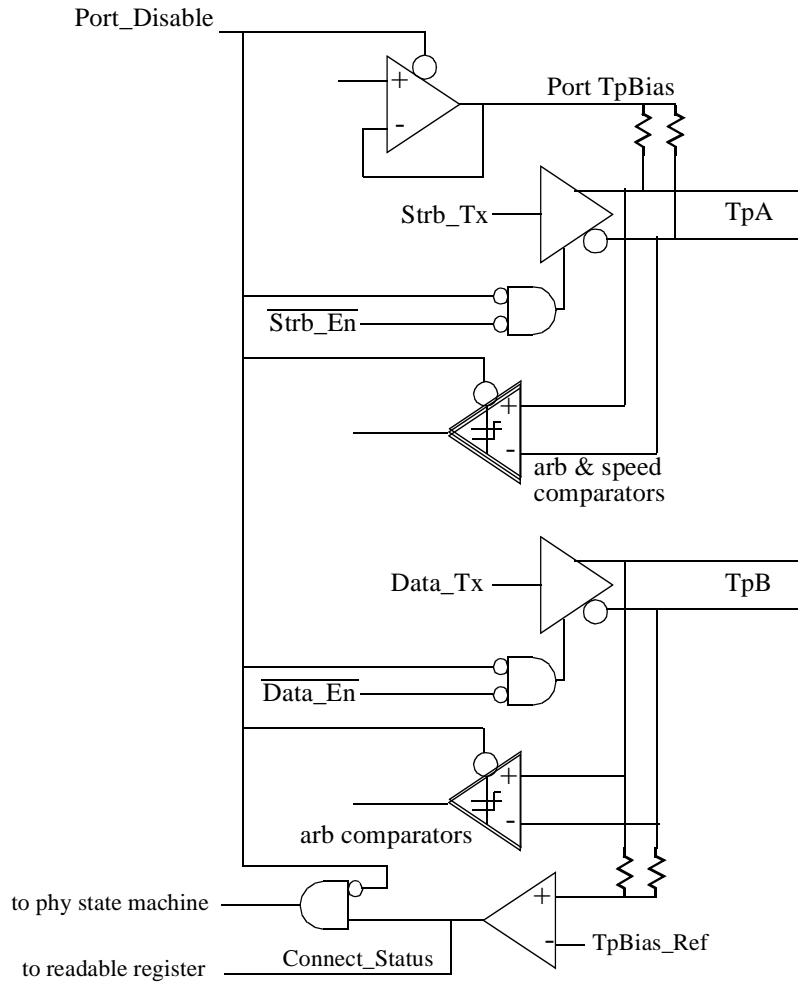 Port_Disable
+
-
Port TpBias
Strb_Tx
TpA
Strb_En
+
-
arb & speed
comparators
Data_Tx
TpB
Data_En
+
-
arb comparators
to phy state machine
+
-
TpBias_Ref
Connect_Status
to readable register